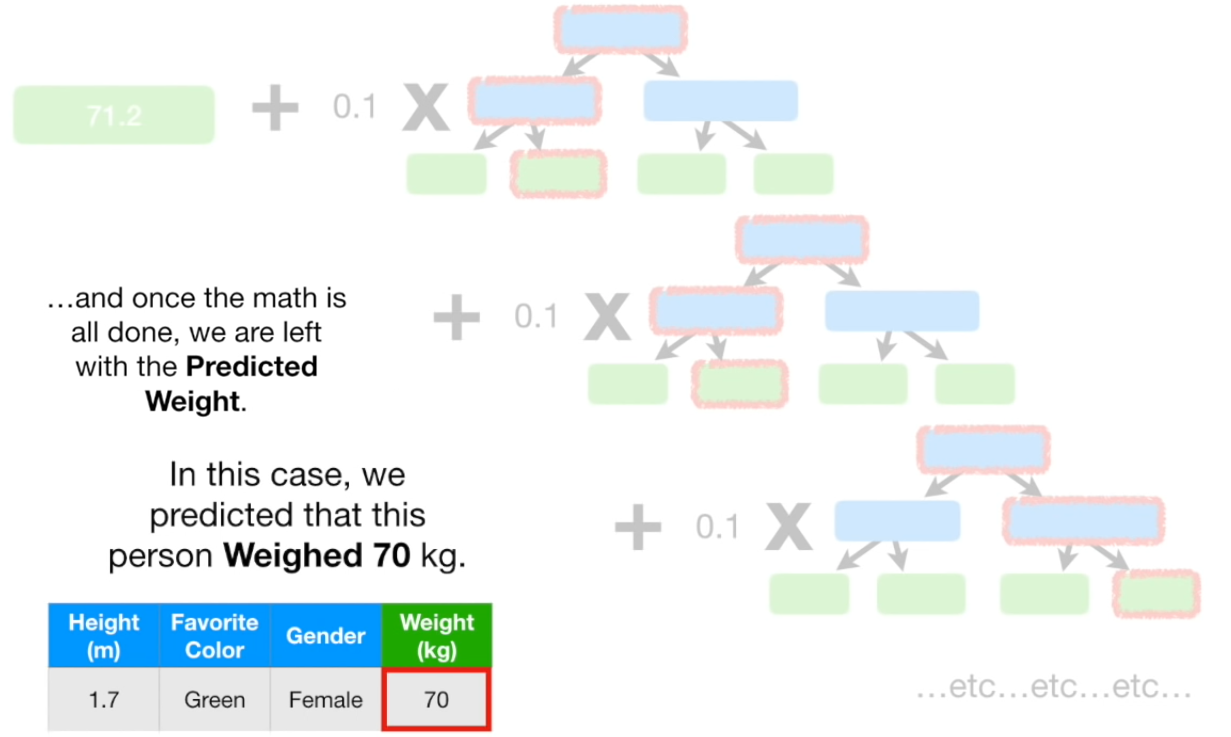 71.2
+ 0.1 X
…and once the math is
all done, we are left
with the Predicted
Weight.
+ 0.1 X
In this case, we
predicted that this
person Weighed 70 kg.
+ 0.1 X
Height (m) Favorite Color Gender Weight (kg)
1.7 Green Female 70
…etc…etc…etc…